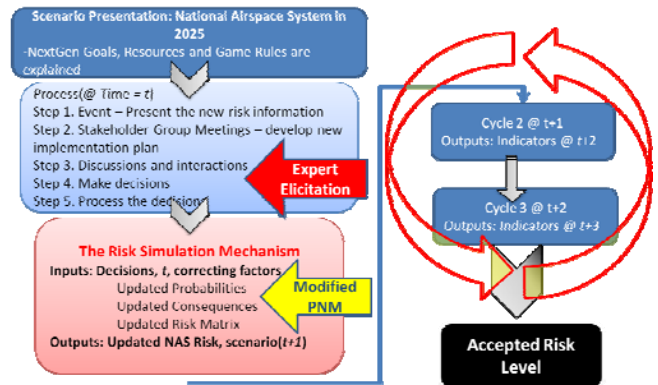 Scenario Presentation: National Airspace System in
2025
-NextGen Goals, Resources and Game Rules are
explained
Process(@ Time = t)
Step 1. Event – Present the new risk information
Step 2. Stakeholder Group Meetings – develop new
implementation plan
Step 3. Discussions and interactions
Step 4. Make decisions
Step 5. Process the decisions
Expert
Elicitation
The Risk Simulation Mechanism
Inputs: Decisions, t, correcting factors
Updated Probabilities
Updated Consequences
Updated Risk Matrix
Outputs: Updated NAS Risk, scenario(t+1)
Modified
PNM
Cycle 2 @ t+1
Outputs: Indicators @ t+2
Cycle 3 @ t+2
Outputs: Indicators @ t+3
Accepted Risk
Level